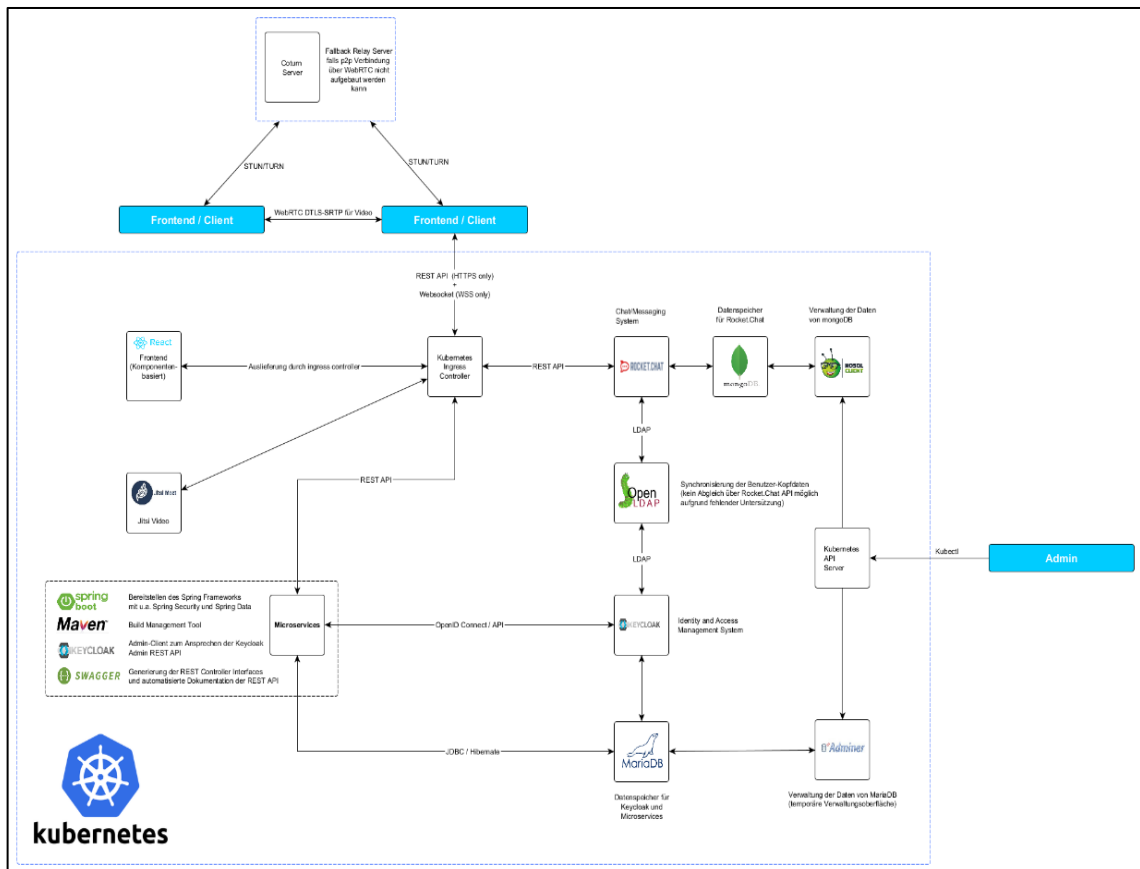 Coturn
Server
Fallback Relay Server
falls p2p Verbindung
über WebRTC nicht
aufgebaut werden
kann
STUN/TURN
STUN/TURN
Frontend / Client
WebRTC DTLS-SRTP für Video
Frontend / Client
REST API (HTTPS only)
+
Websocket (WSS only)
React
Frontend
(Komponenten-
basiert)
Auslieferung durch ingress controller
Kubernetes
Ingress
Controller
REST API
Chat/Messaging
System
ROCKET.CHAT
Datenspeicher
für Rocket.Chat
mongoDB
Verwaltung der Daten
von mongoDB
NOSQL
CLIENT
LDAP
Jitsi Meet
Jitsi Video
REST API
Open
LDAP
Synchronisierung der Benutzer-Kopfdaten
(kein Abgleich über Rocket.Chat API möglich
aufgrund fehlender Untersützung)
LDAP
Kubernetes
API
Server
Kubectl
Admin
spring
boot
Bereitstellen des Spring Frameworks
mit u.a. Spring Security und Spring Data
Maven™
Build Management Tool
KEYCLOAK
Admin-Client zum Ansprechen der Keycloak
Admin REST API
SWAGGER
Generierung der REST Controller Interfaces
und automatisierte Dokumentation der REST API
Microservices
OpenID Connect / API
KEYCLOAK
Identity and Access
Management System
JDBC / Hibernate
MariaDB
Datenspeicher für
Keycloak und
Microservices
Adminer
Verwaltung der Daten von MariaDB
(temporäre Verwaltungsoberfläche)
kubernetes